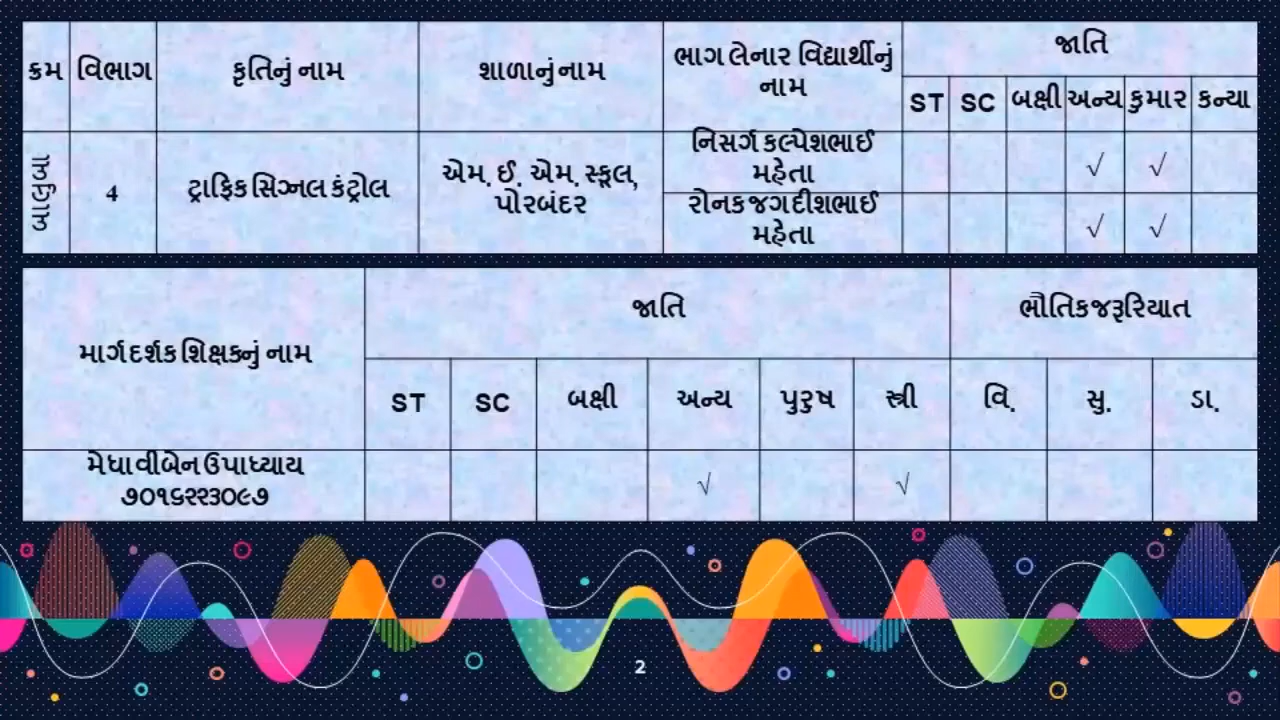 ક્રમ વિભાગ કૃતિનું નામ શાળાનું નામ ભાગ લેનાર વિદ્યાર્થીનું નામ જાતિ
ST SC બક્ષી અન્ય કુમાર કન્યા
બાલુબા 4 ટ્રાફિક સિગ્નલ કંટ્રોલ એમ. ઈ. એમ. સ્કૂલ, પોરબંદર
નિસર્ગ કલ્પેશભાઈ મહેતા √ √
રોનક જગદીશભાઈ મહેતા √ √
માર્ગદર્શક શિક્ષકનું નામ જાતિ ભૌતિક જરૂરિયાત
ST SC બક્ષી અન્ય પુરુષ સ્ત્રી વિ. સુ. ડા.
મેધાવીબેન ઉપાધ્યાય
૭૦૧૬૨૨૩૦૯૭ √ √
2